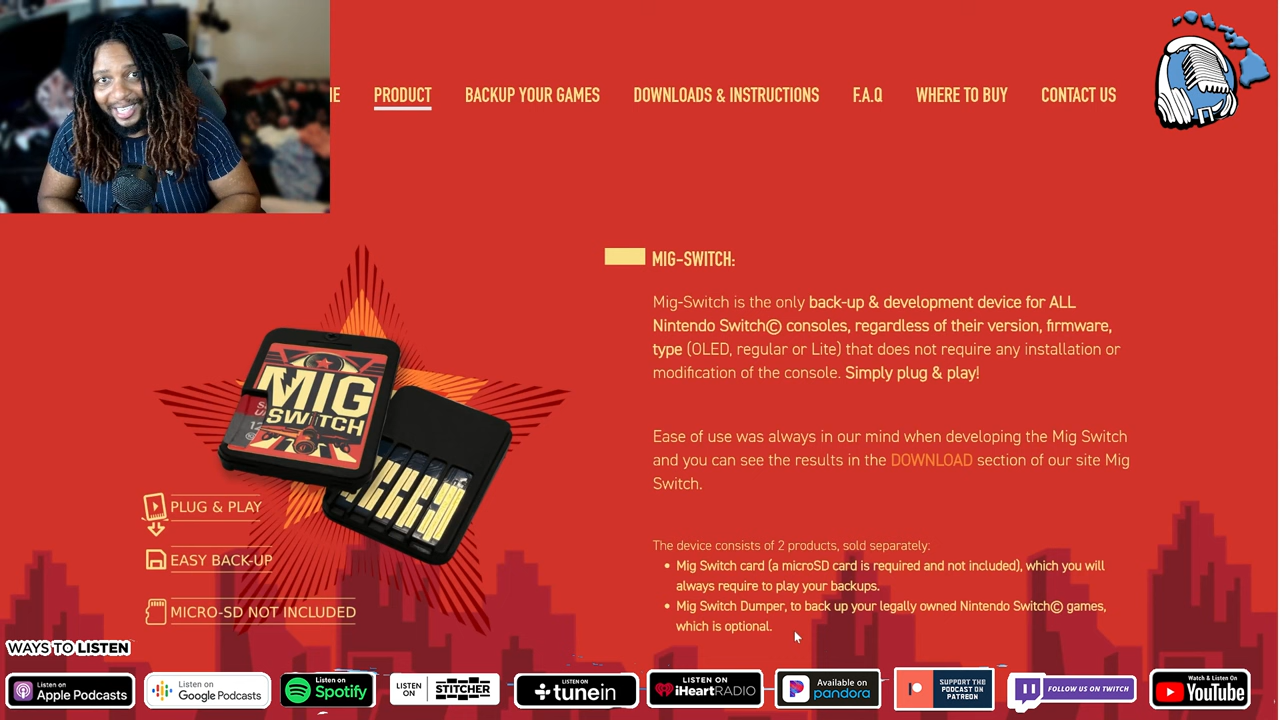 PRODUCT
BACKUP YOUR GAMES
DOWNLOADS & INSTRUCTIONS
F.A.Q
WHERE TO BUY
CONTACT US
MIG-SWITCH:
Mig-Switch is the only back-up & development device for ALL
Nintendo Switch© consoles, regardless of their version, firmware,
type (OLED, regular or Lite) that does not require any installation or
modification of the console. Simply plug & play!
Ease of use was always in our mind when developing the Mig Switch
and you can see the results in the DOWNLOAD section of our site Mig
Switch.
The device consists of 2 products, sold separately:
• Mig Switch card (a microSD card is required and not included), which you will
always require to play your backups.
• Mig Switch Dumper, to back up your legally owned Nintendo Switch© games,
which is optional.
MIG
SWITCH
PLUG & PLAY
EASY BACK-UP
MICRO-SD NOT INCLUDED
WAYS TO LISTEN
Listen on
Apple Podcasts
Listen on
Google Podcasts
Listen on
Spotify
LISTEN
ON
STITCHER
LISTEN ON
tunein
LISTEN ON
iHeartRADIO
Available on
pandora
SUPPORT THE
PODCAST ON
PATREON
FOLLOW US ON TWITCH
Watch & Listen On
YouTube